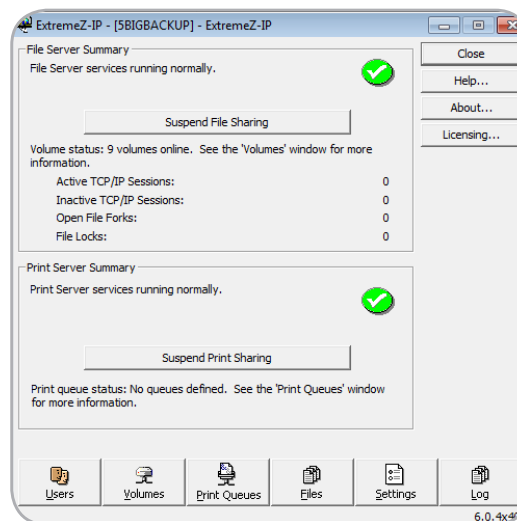 ExtremeZ-IP - [5BIGBACKUP] - ExtremeZ-IP
File Server Summary
File Server services running normally.
Suspend File Sharing
Volume status: 9 volumes online. See the 'Volumes' window for more
information.
Active TCP/IP Sessions: 0
Inactive TCP/IP Sessions: 0
Open File Forks: 0
File Locks: 0
Print Server Summary
Print Server services running normally.
Suspend Print Sharing
Print queue status: No queues defined. See the 'Print Queues' window
for more information.
Close
Help...
About...
Licensing...
Users
Volumes
Print Queues
Files
Settings
Log